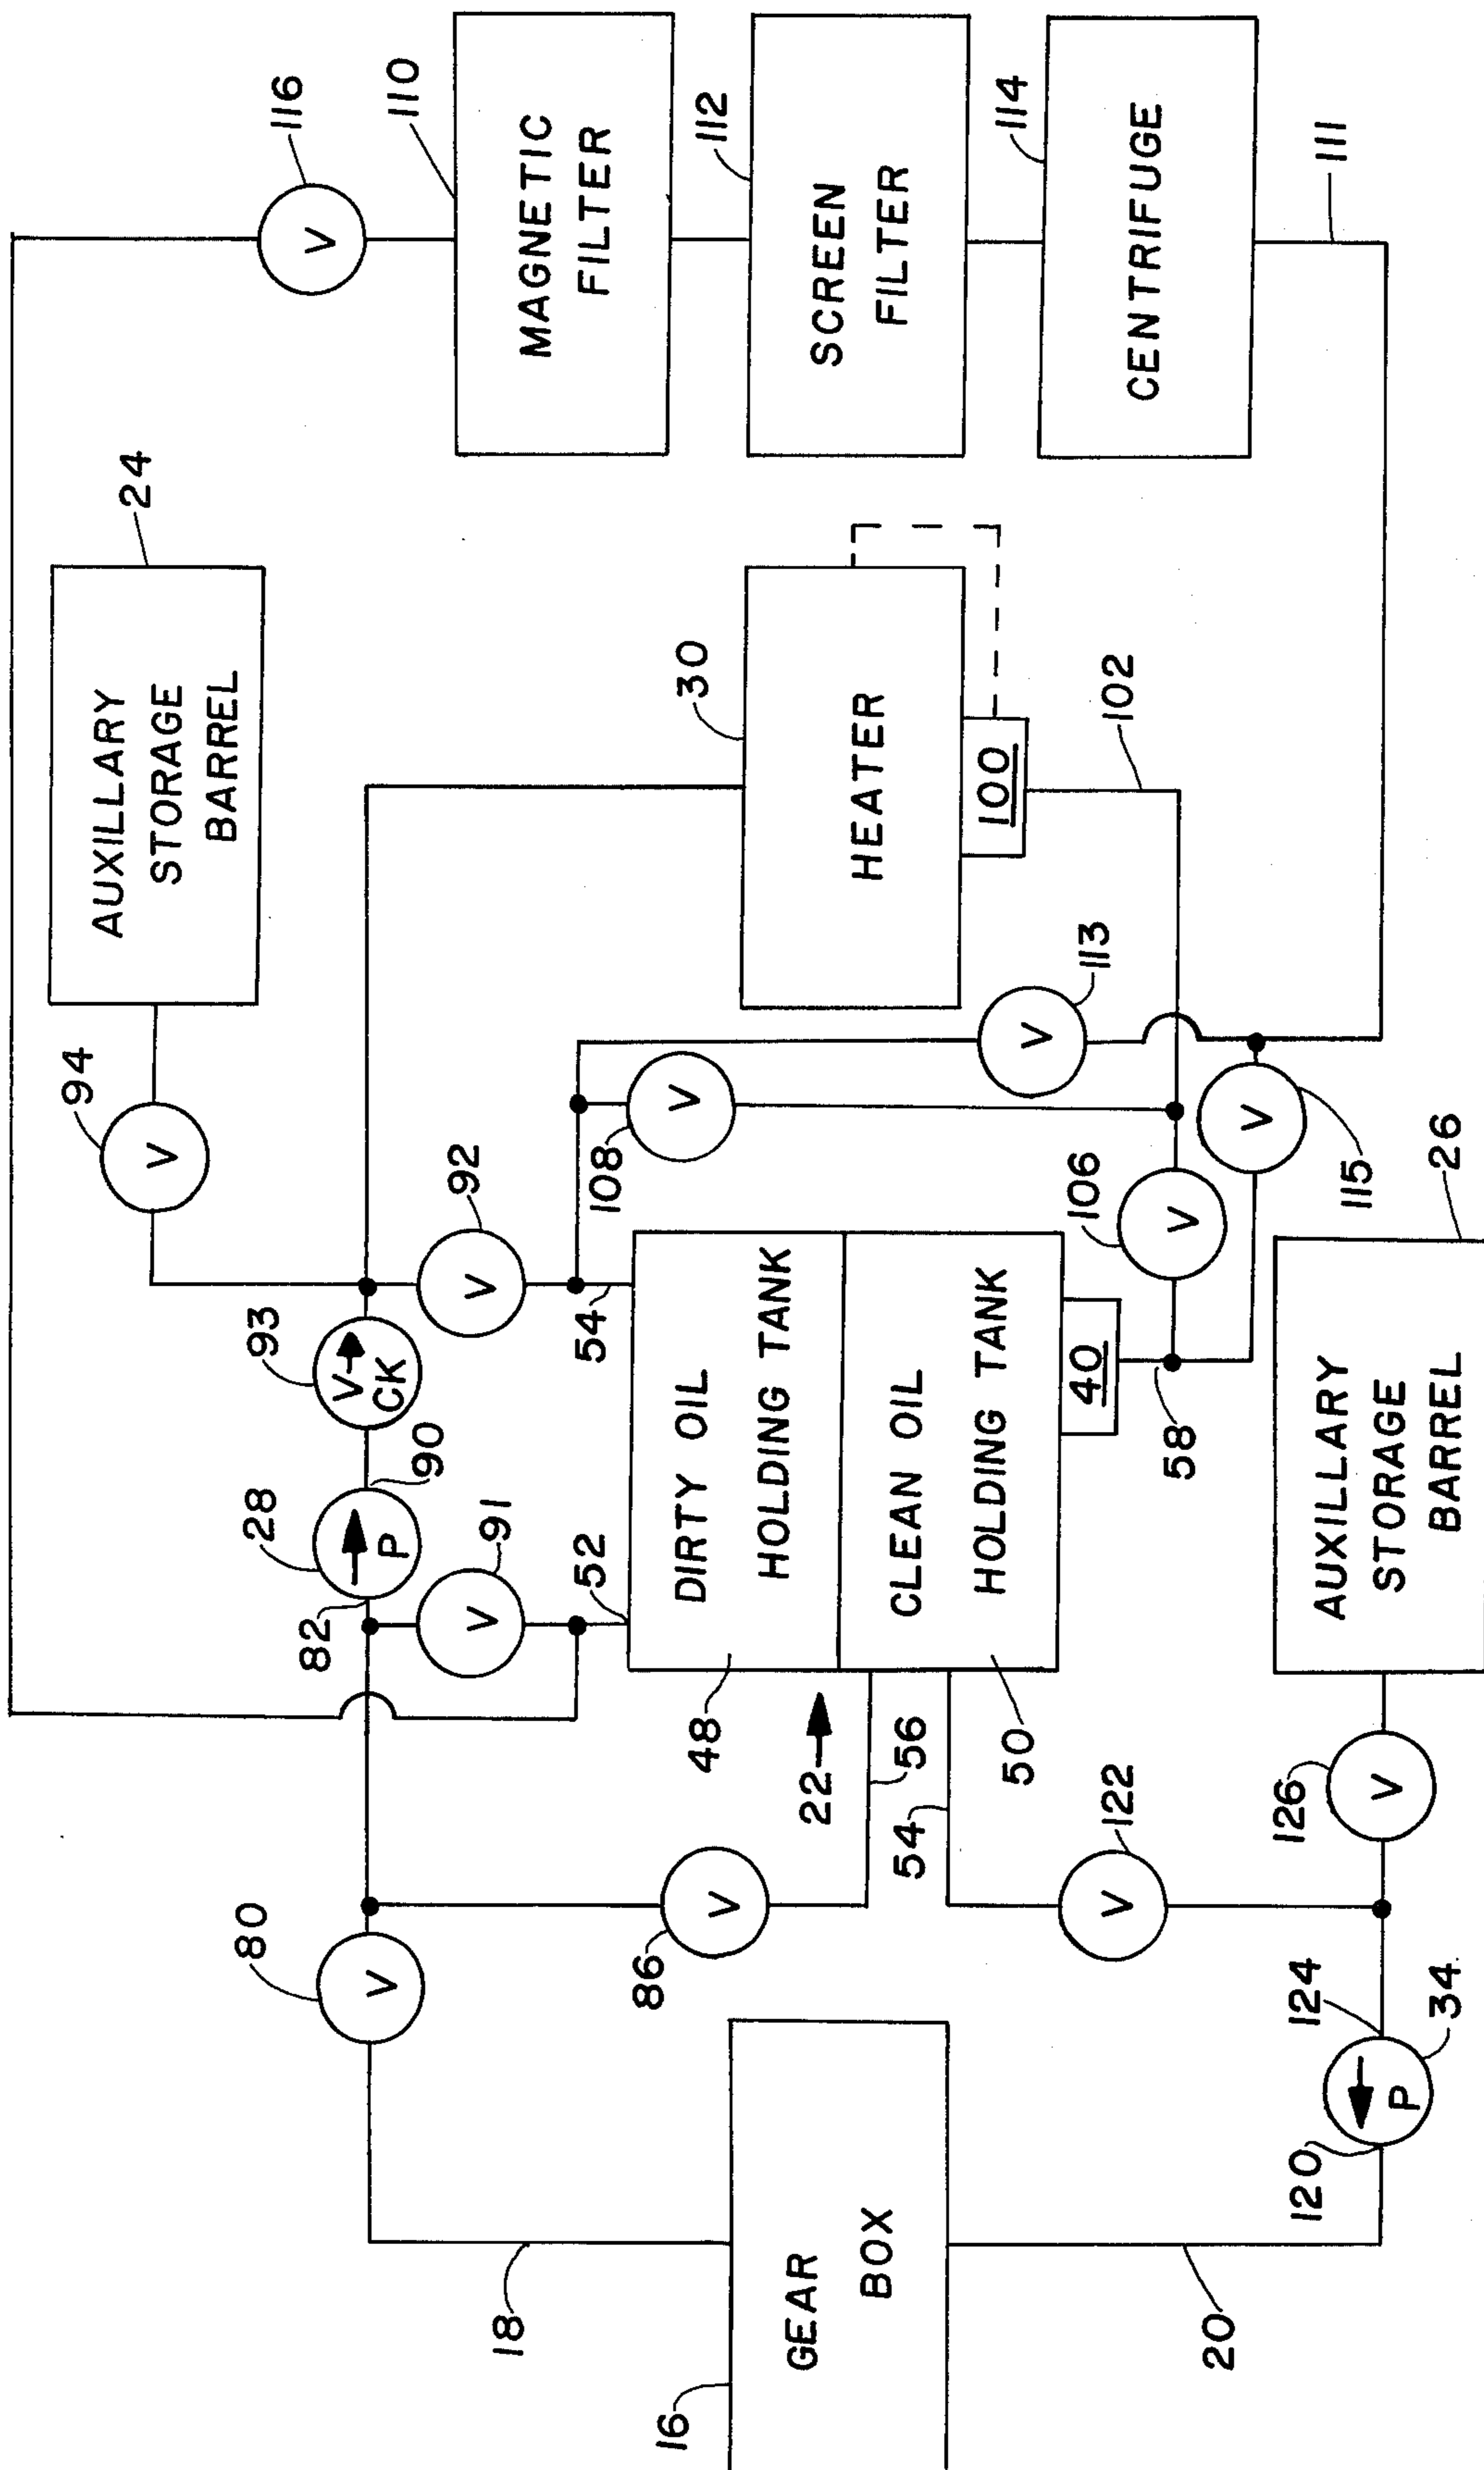 116
110
MAGNETIC
FILTER
112
SCREEN
FILTER
114
CENTRIFUGE
111
V
24
AUXILLARY
STORAGE
BARREL
94
V
30
HEATER
100
102
113
V
108
V
92
V
106
V
115
V
26
AUXILLARY
STORAGE
BARREL
93
V
CK
90
28
P
82
91
V
52
54
DIRTY OIL
HOLDING TANK
CLEAN OIL
HOLDING TANK
40
58
48
22
56
54
50
122
V
126
V
80
V
86
V
124
34
P
120
18
16
GEAR
BOX
20